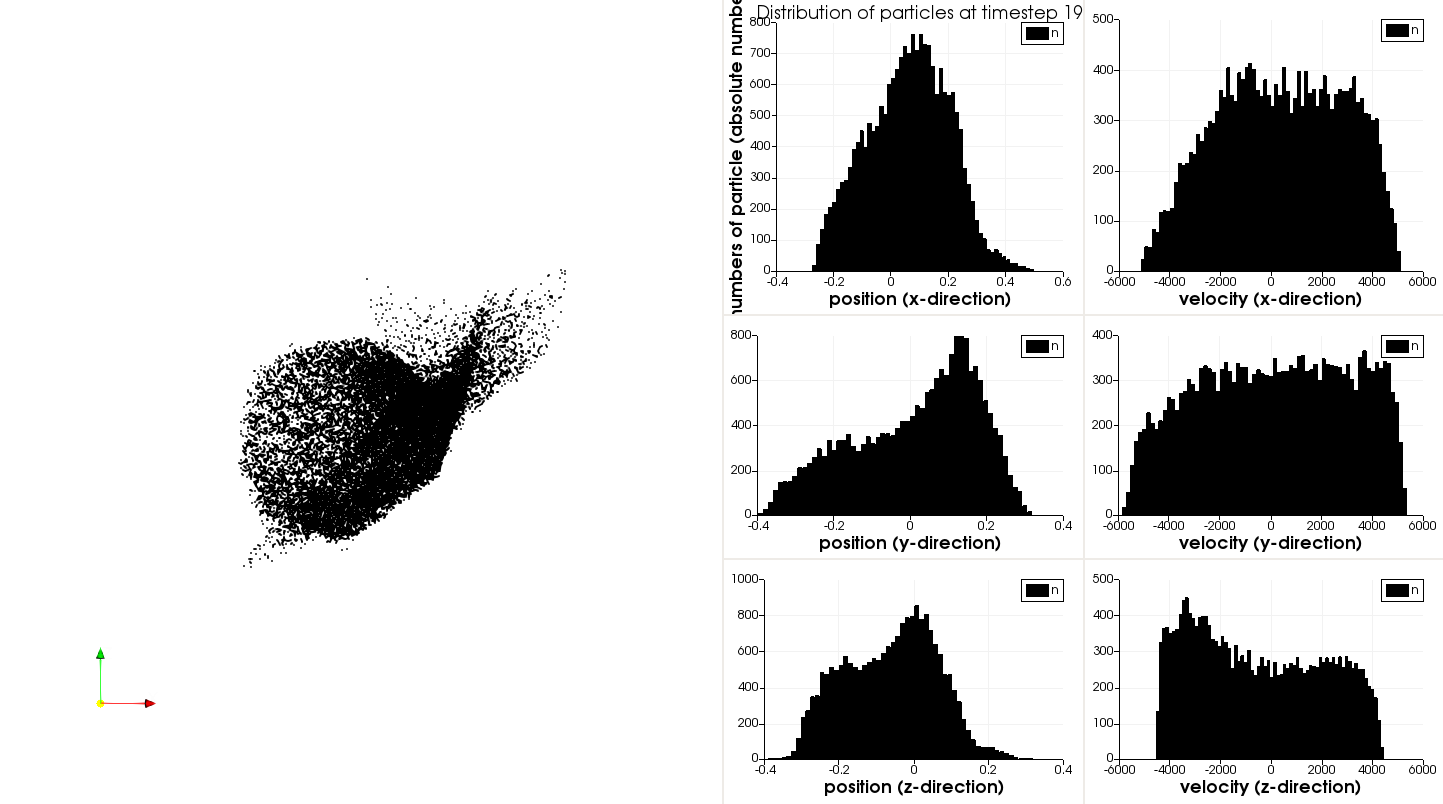 Distribution of particles at timestep 19
numbers of particle (absolute numbe
800
700
600
500
400
300
200
100
0
-0.4 -0.2 0 0.2 0.4 0.6
position (x-direction)
n
500
400
300
200
100
0
-6000 -4000 -2000 0 2000 4000 6000
velocity (x-direction)
n
800
600
400
200
0
-0.4 -0.2 0 0.2 0.4
position (y-direction)
n
400
300
200
100
0
-6000 -4000 -2000 0 2000 4000 6000
velocity (y-direction)
n
1000
800
600
400
200
0
-0.4 -0.2 0 0.2 0.4
position (z-direction)
n
500
400
300
200
100
0
-6000 -4000 -2000 0 2000 4000 6000
velocity (z-direction)
n